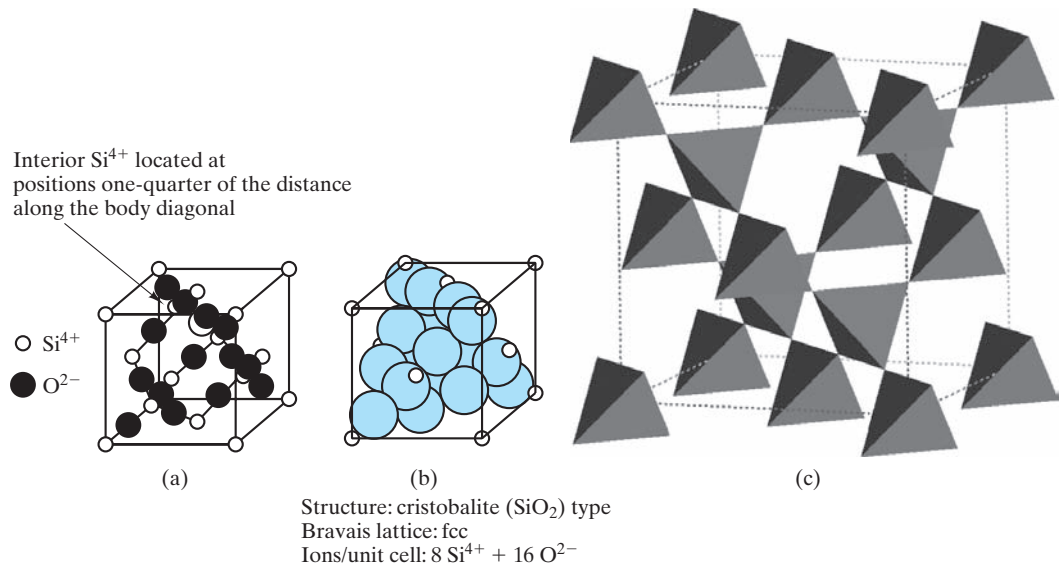 Interior Si⁴⁺ located at
positions one-quarter of the distance
along the body diagonal
Si⁴⁺
O²⁻
(a)
(b)
(c)
Structure: cristobalite (SiO₂) type
Bravais lattice: fcc
Ions/unit cell: 8 Si⁴⁺ + 16 O²⁻